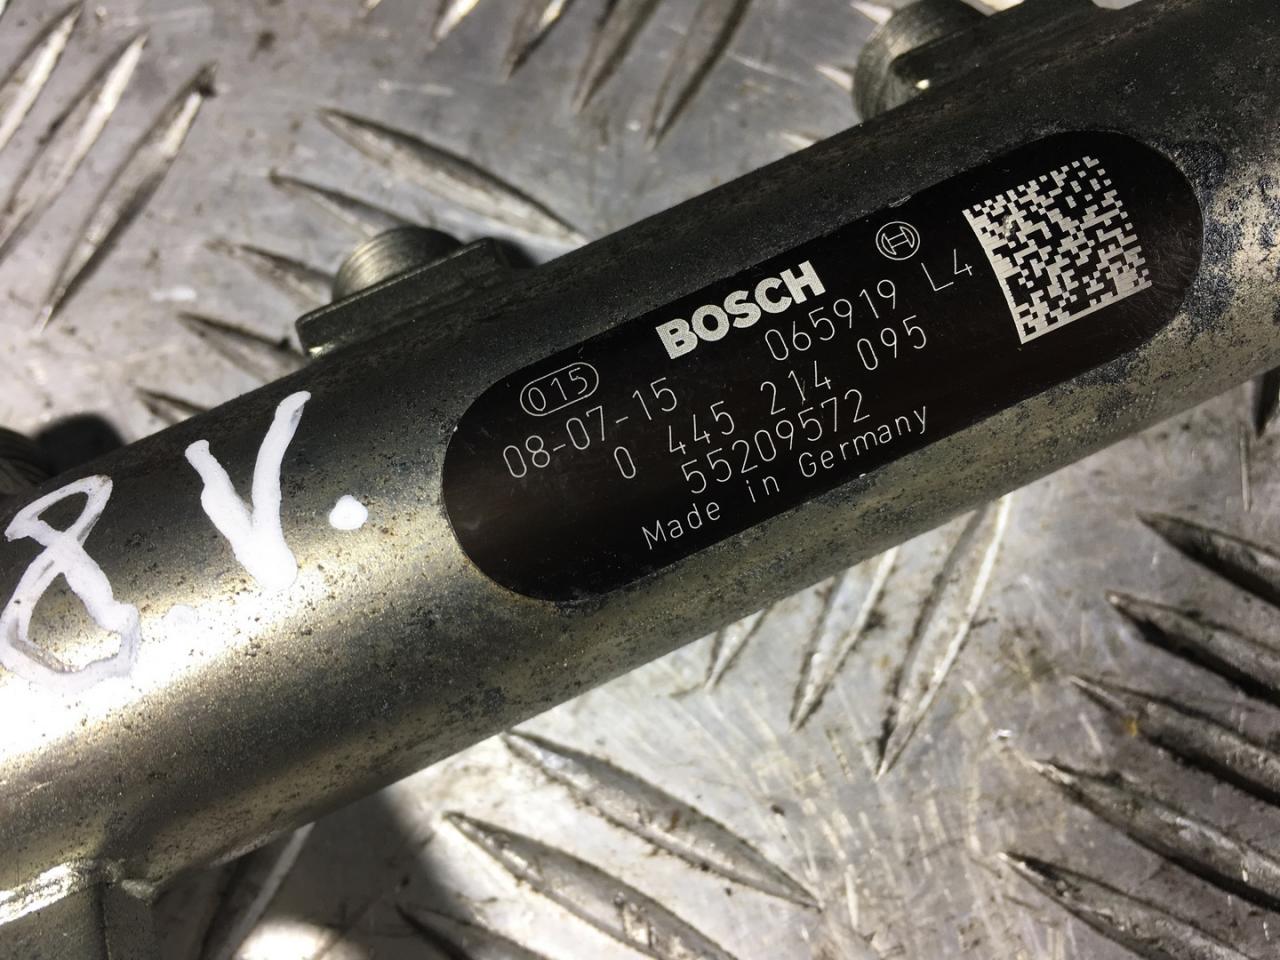 BOSCH
015
08-07-15 065919 L4
0 445 214 095
55209572
Made in Germany
8 V.